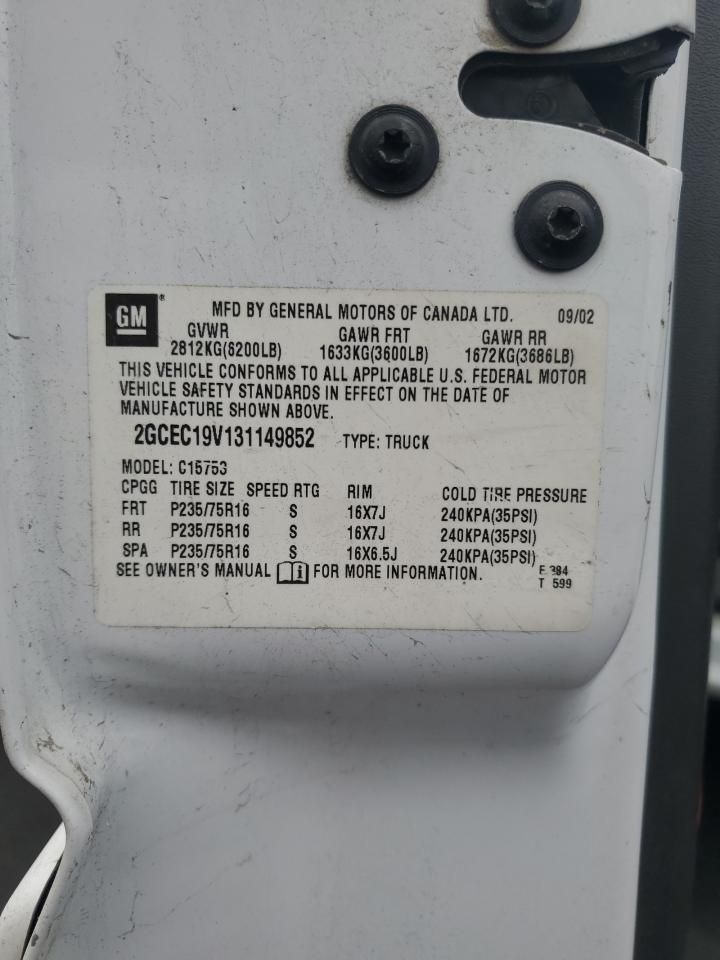 GM® MFD BY GENERAL MOTORS OF CANADA LTD. 09/02
GVWR GAWR FRT GAWR RR
2812KG(6200LB) 1633KG(3600LB) 1672KG(3686LB)
THIS VEHICLE CONFORMS TO ALL APPLICABLE U.S. FEDERAL MOTOR
VEHICLE SAFETY STANDARDS IN EFFECT ON THE DATE OF
MANUFACTURE SHOWN ABOVE.
2GCEC19V131149852 TYPE: TRUCK
MODEL: C15753
CPGG TIRE SIZE SPEED RTG RIM COLD TIRE PRESSURE
FRT P235/75R16 S 16X7J 240KPA(35PSI)
RR P235/75R16 S 16X7J 240KPA(35PSI)
SPA P235/75R16 S 16X6.5J 240KPA(35PSI)
SEE OWNER'S MANUAL i FOR MORE INFORMATION.
384
T 599